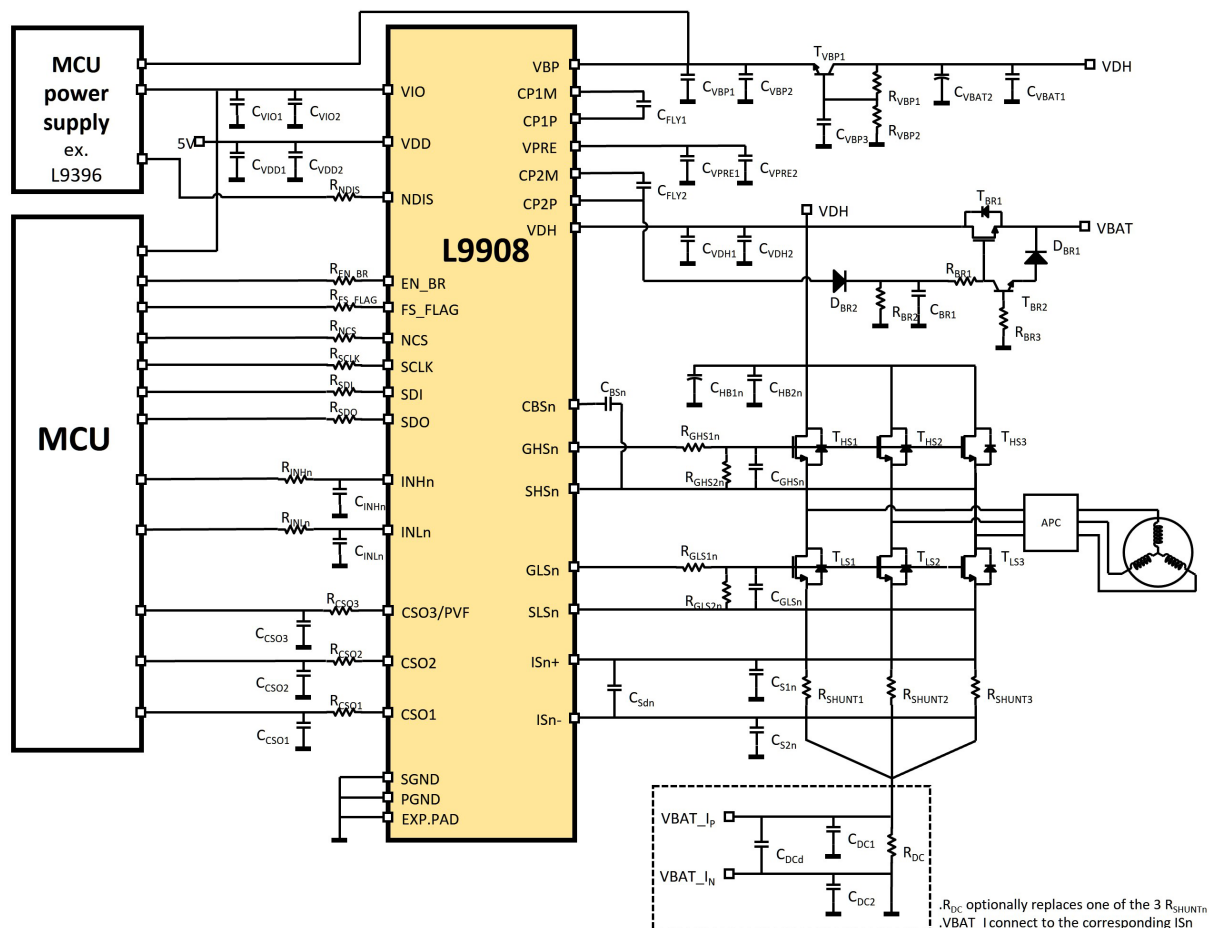 MCU
power
supply
ex.
L9396
MCU
L9908
VIO
VDD
NDIS
EN_BR
FS_FLAG
NCS
SCLK
SDI
SDO
INHn
INLn
CSO3/PVF
CSO2
CSO1
SGND
PGND
EXP.PAD
VBP
CP1M
CP1P
VPRE
CP2M
CP2P
VDH
CBSn
GHSn
SHSn
GLSn
SLSn
ISn+
ISn-
5V
CVIO1
CVIO2
CVDD1
CVDD2
RNDIS
REN_BR
RFS_FLAG
RNCS
RSCLK
RSDI
RSDO
RINHn
CINHn
RINLn
CINLn
RCSO3
CCSO3
RCSO2
CCSO2
RCSO1
CCSO1
CFLY1
CVBP1
CVBP2
TVBP1
CVBP3
RVBP1
RVBP2
CVBAT2
CVBAT1
VDH
CVPRE1
CVPRE2
CFLY2
VDH
CVDH1
CVDH2
TBR1
VBAT
DBR1
DBR2
RBR2
CBR1
RBR1
TBR2
RBR3
CBSn
CHB1n
CHB2n
RGHS1n
RGHS2n
CGHSn
THS1
THS2
THS3
APC
RGLS1n
RGLS2n
CGLSn
TLS1
TLS2
TLS3
CSdn
CS1n
CS2n
RSHUNT1
RSHUNT2
RSHUNT3
VBAT_IP
VBAT_IN
CDCd
CDC1
CDC2
RDC
.RDC optionally replaces one of the 3 RSHUNTn
.VBAT_I connect to the corresponding ISn